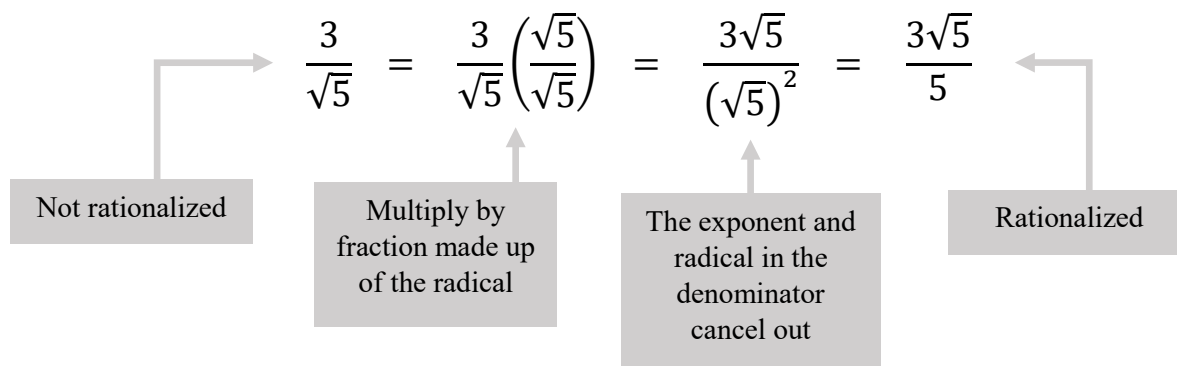 3/√5 = 3/√5 (√5/√5) = 3√5/(√5)² = 3√5/5
Not rationalized
Multiply by
fraction made up
of the radical
The exponent and
radical in the
denominator
cancel out
Rationalized